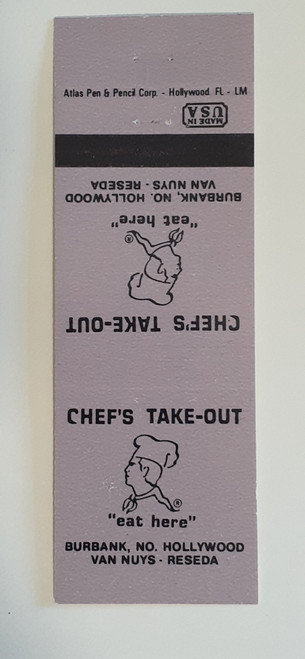 Atlas Pen & Pencil Corp. - Hollywood FL - LM
MADE IN
USA
CHEF'S TAKE-OUT
®
"eat here"
BURBANK, NO. HOLLYWOOD
VAN NUYS - RESEDA
CHEF'S TAKE-OUT
®
"eat here"
BURBANK, NO. HOLLYWOOD
VAN NUYS - RESEDA